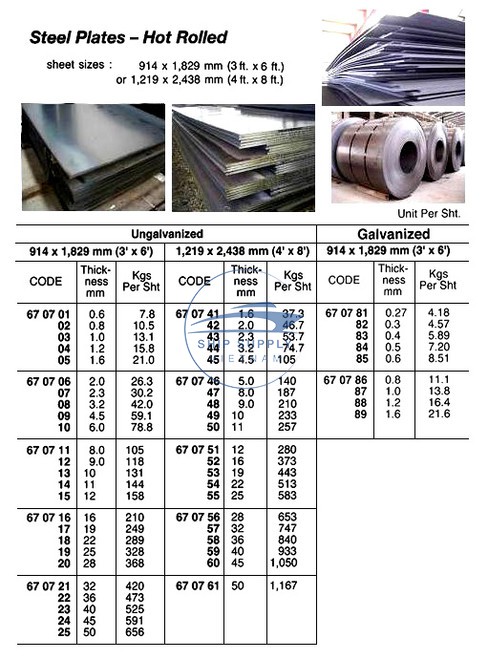 Steel Plates – Hot Rolled
sheet sizes : 914 x 1,829 mm (3 ft. x 6 ft.)
or 1,219 x 2,438 mm (4 ft. x 8 ft.)
Unit Per Sht.
Ungalvanized Galvanized
914 x 1,829 mm (3' x 6') 1,219 x 2,438 mm (4' x 8') 914 x 1,829 mm (3' x 6')
CODE Thick-ness mm Kgs Per Sht CODE Thick-ness mm Kgs Per Sht CODE Thick-ness mm Kgs Per Sht
67 07 01 0.6 7.8 67 07 41 1.6 37.3 67 07 81 0.27 4.18
02 0.8 10.5 42 2.0 46.7 82 0.3 4.57
03 1.0 13.1 43 2.3 53.7 83 0.4 5.89
04 1.2 15.8 44 3.2 74.7 84 0.5 7.20
05 1.6 21.0 45 4.5 105 85 0.6 8.51
SHIP SUPPLY
67 07 06 2.0 26.3 67 07 46 5.0 140 67 07 86 0.8 11.1
07 2.3 30.2 47 8.0 187 87 1.0 13.8
08 3.2 42.0 48 9.0 210 88 1.2 16.4
09 4.5 59.1 49 10 233 89 1.6 21.6
10 6.0 78.8 50 11 257
67 07 11 8.0 105 67 07 51 12 280
12 9.0 118 52 16 373
13 10 131 53 19 443
14 11 144 54 22 513
15 12 158 55 25 583
67 07 16 16 210 67 07 56 28 653
17 19 249 57 32 747
18 22 289 58 36 840
19 25 328 59 40 933
20 28 368 60 45 1,050
67 07 21 32 420 67 07 61 50 1,167
22 36 473
23 40 525
24 45 591
25 50 656